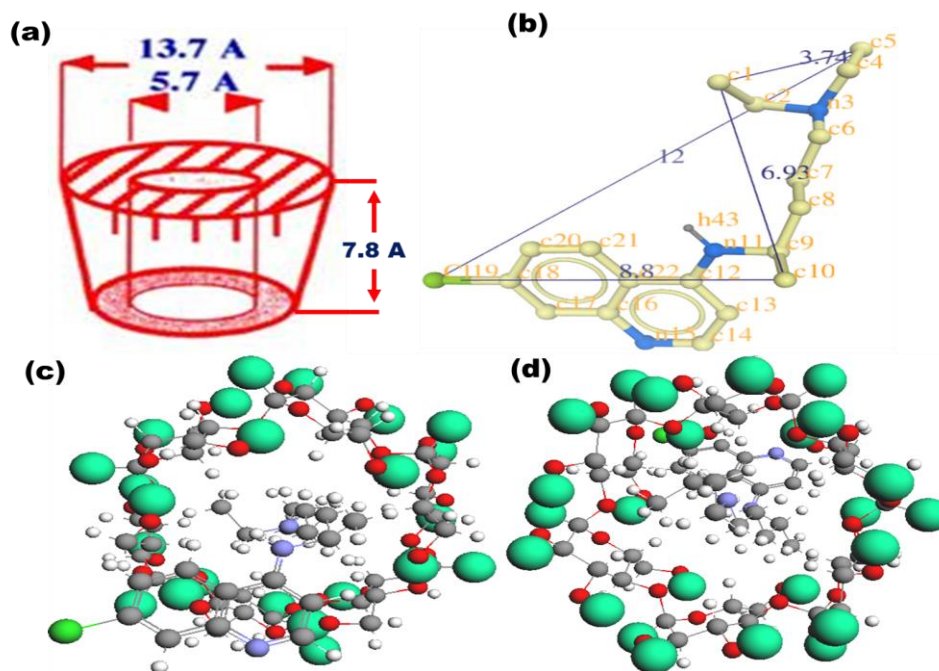 (a)
13.7 A
5.7 A
7.8 A
(b)
c5
3.74
c4
c1
c2
n3
c6
12
6.93
c7
c8
h43
c20
c21
n11
c9
Cl19
c18
8.8
c22
c12
c10
c17
c16
c13
n15
c14
(c)
(d)